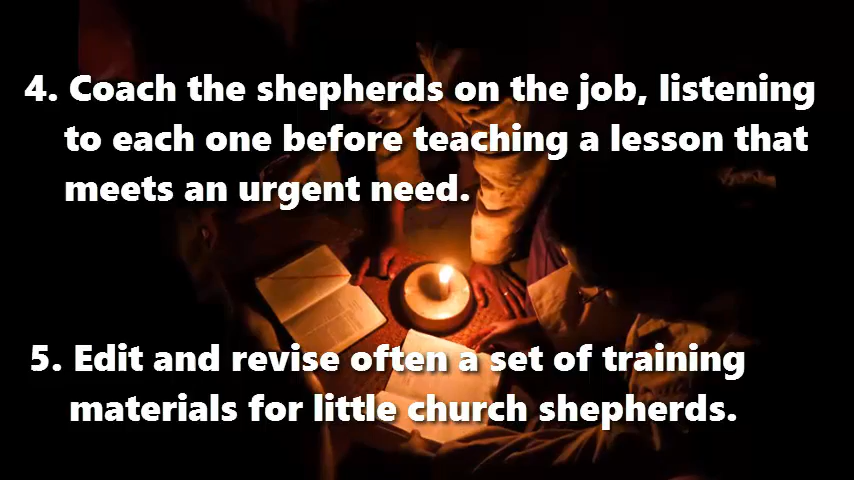 4. Coach the shepherds on the job, listening
to each one before teaching a lesson that
meets an urgent need.
5. Edit and revise often a set of training
materials for little church shepherds.